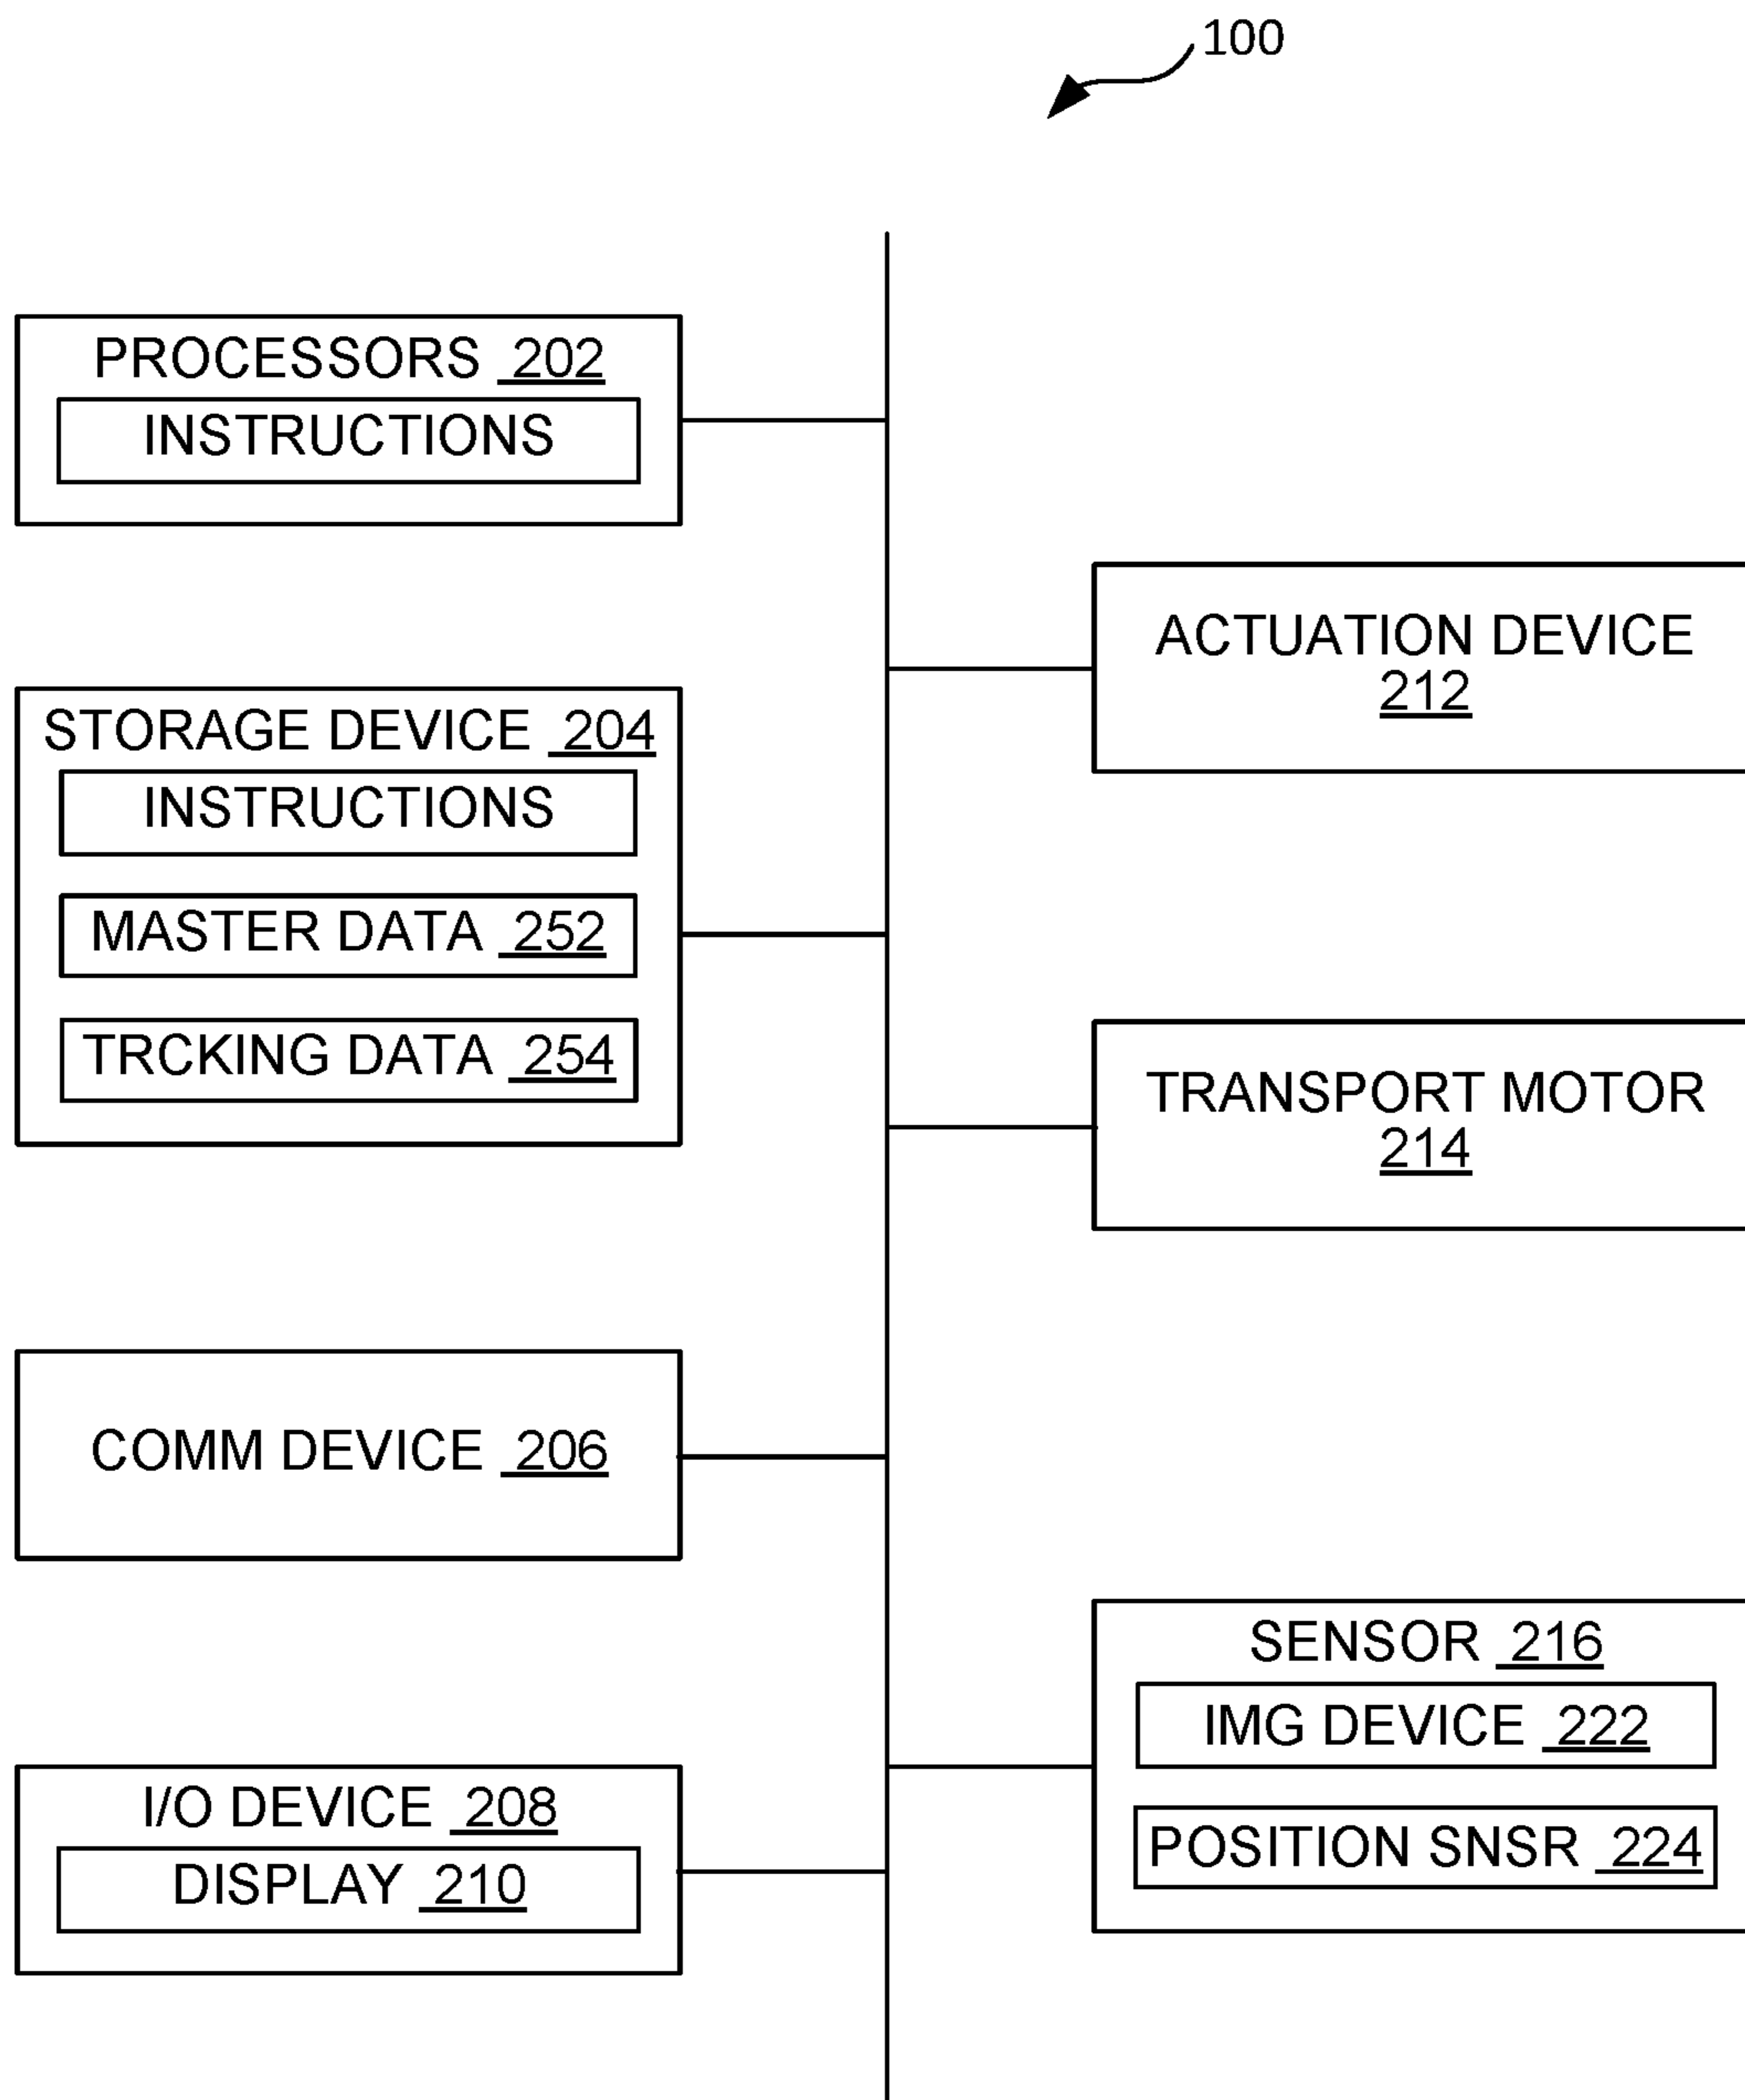 100
PROCESSORS 202
INSTRUCTIONS
STORAGE DEVICE 204
INSTRUCTIONS
MASTER DATA 252
TRCKING DATA 254
COMM DEVICE 206
I/O DEVICE 208
DISPLAY 210
ACTUATION DEVICE
212
TRANSPORT MOTOR
214
SENSOR 216
IMG DEVICE 222
POSITION SNSR 224